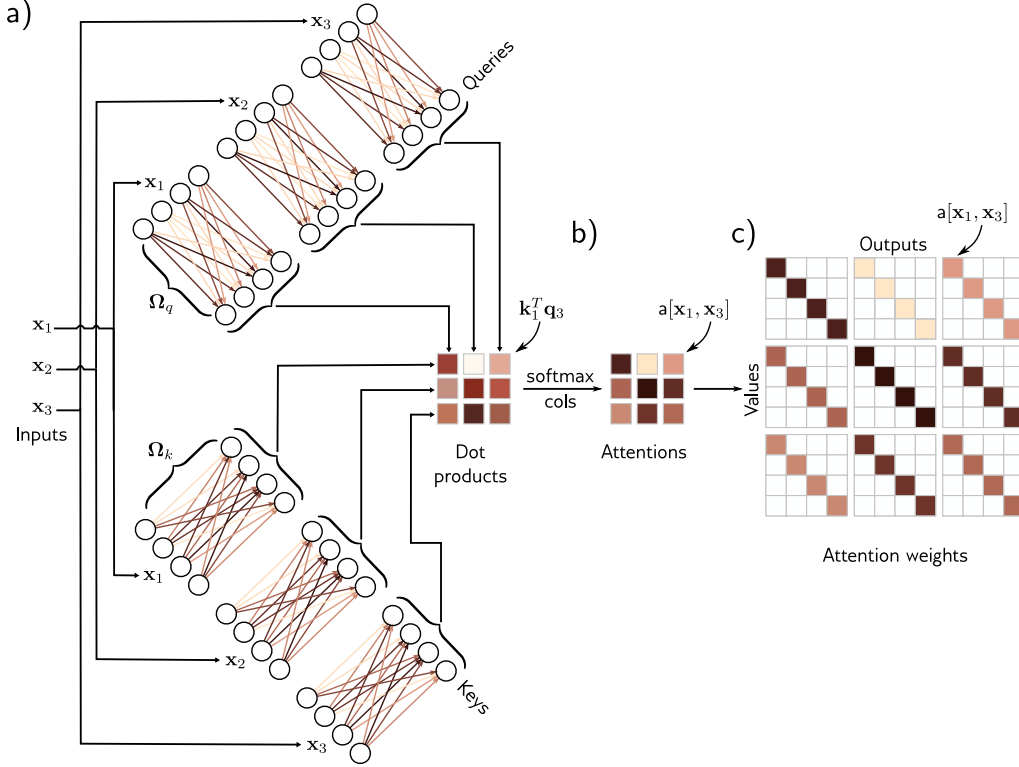 a)
x₃
Queries
x₂
x₁
Ωq
x₁
x₂
x₃
Inputs
Ωₖ
x₁
x₂
x₃
Keys
k₁ᵀq₃
Dot
products
softmax
cols
b)
a[x₁, x₃]
Attentions
c)
Outputs
a[x₁, x₃]
Values
Attention weights